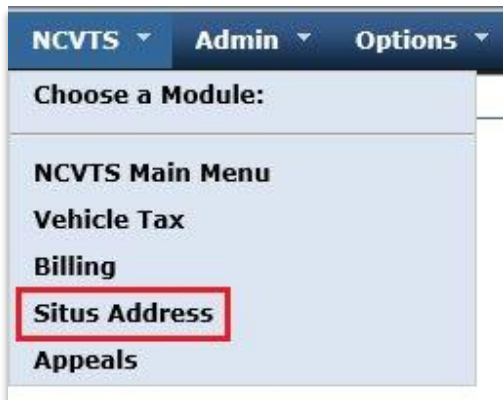 NCVTS Admin Options
Choose a Module:
NCVTS Main Menu
Vehicle Tax
Billing
Situs Address
Appeals